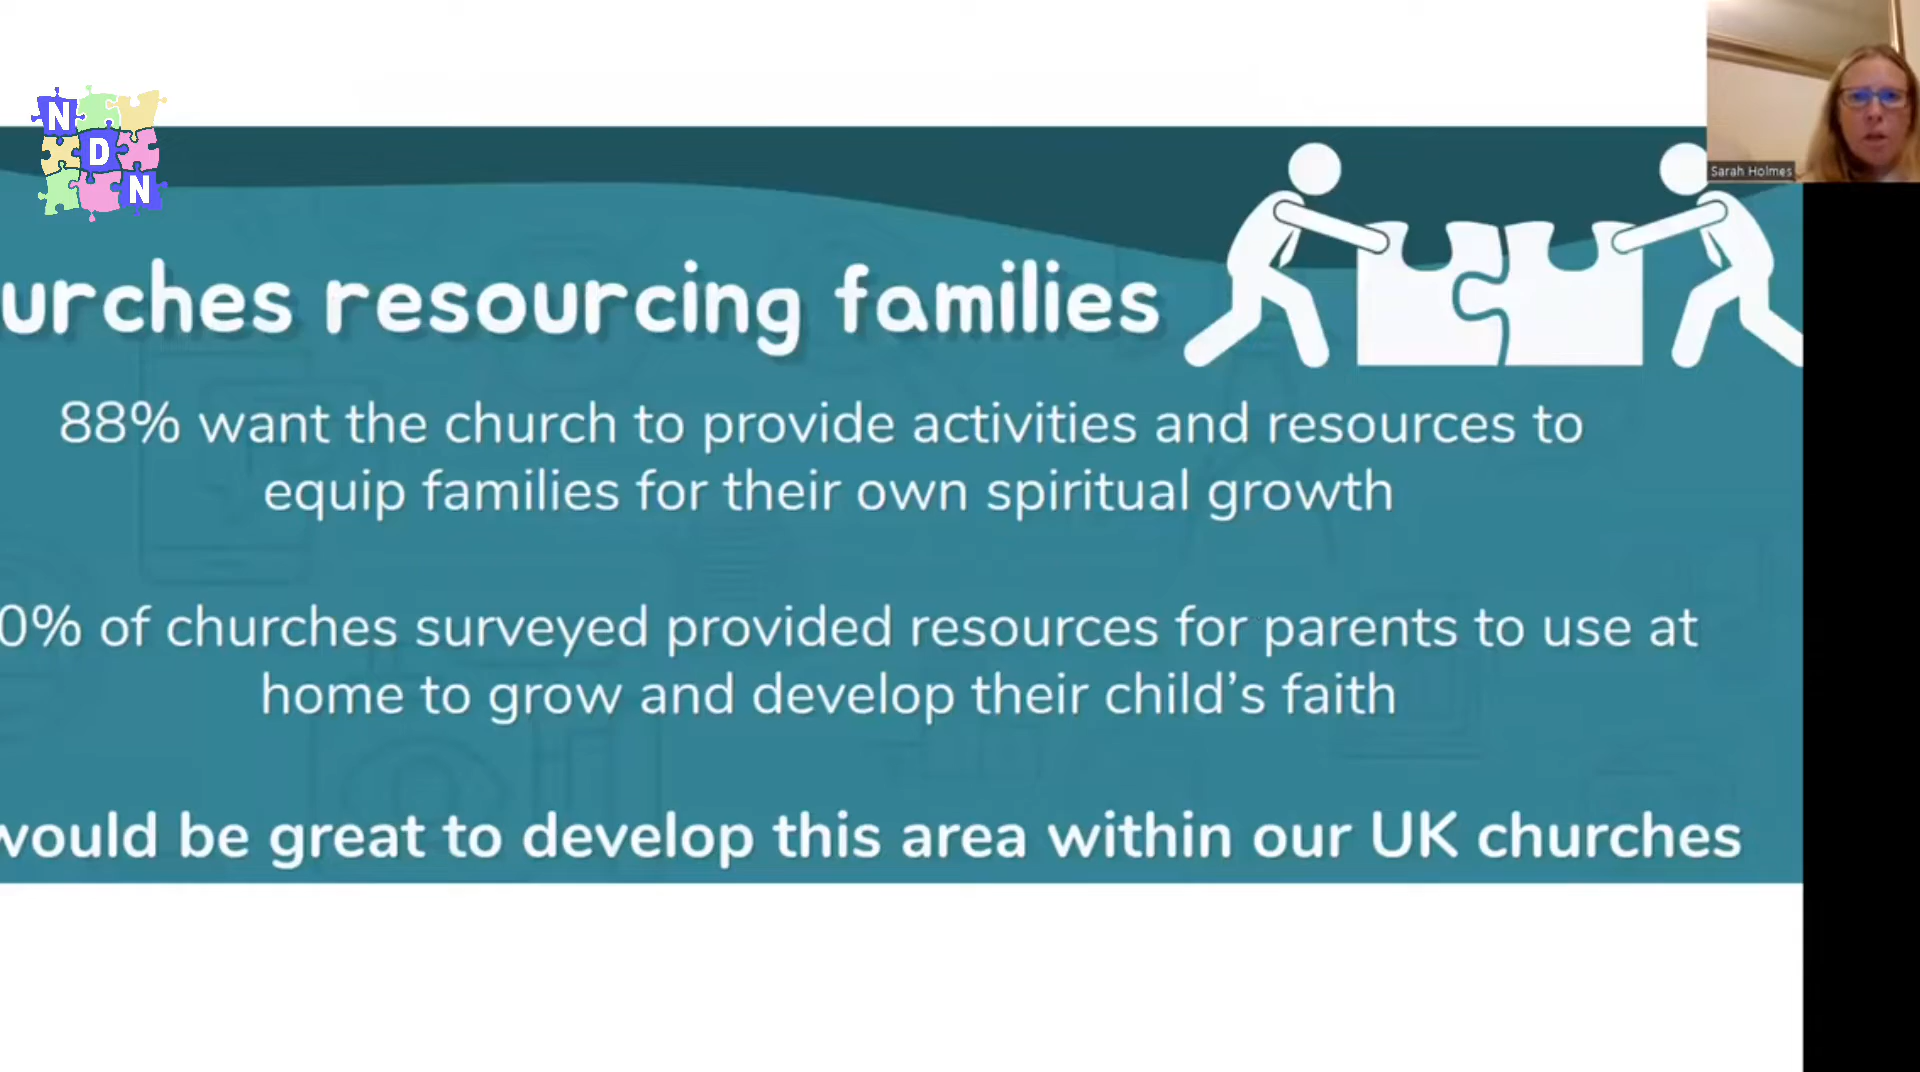 N
D
N
Sarah Holmes
urches resourcing families
88% want the church to provide activities and resources to
equip families for their own spiritual growth
0% of churches surveyed provided resources for parents to use at
home to grow and develop their child’s faith
would be great to develop this area within our UK churches